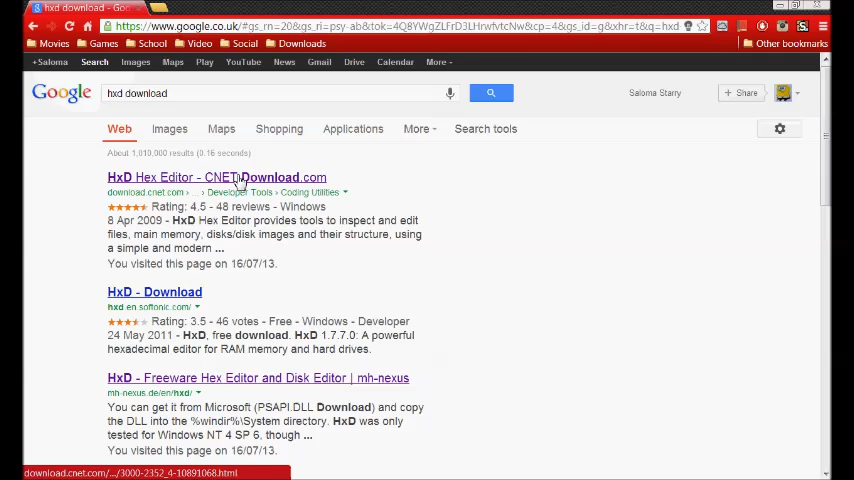 hxd download - Goo
https://www.google.co.uk/#gs_rn=20&gs_ri=psy-ab&tok=4Q8YWgCLcD3LHrwfvtcNw&cp=4&gs_id=g&xhr=t&q=hxd-
Movies Games School Video Social Downloads Other bookmarks
+Saloma Search Images Maps Play YouTube News Gmail Drive Calendar More
Google hxd download Saloma Starry + Share
Web Images Maps Shopping Applications More Search tools
About 1,010,000 results (0.16 seconds)
HxD Hex Editor - CNET Download.com
download.cnet.com › ... › Developer Tools › Coding Utilities
Rating: 4.5 - 48 reviews - Windows
8 Apr 2009 - HxD Hex Editor provides tools to inspect and edit
files, main memory, disks/disk images and their structure, using
a simple and modern ...
You visited this page on 16/07/13.
HxD - Download
hxd.en.softonic.com/
Rating: 3.5 - 46 votes - Free - Windows - Developer
24 May 2011 - HxD, free download. HxD 1.7.7.0: A powerful
hexadecimal editor for RAM memory and hard drives.
HxD - Freeware Hex Editor and Disk Editor | mh-nexus
mh-nexus.de/en/hxd/
You can get it from Microsoft (PSAPI.DLL Download) and copy
the DLL into the %windir%\System directory. HxD was only
tested for Windows NT 4 SP 6, though ...
You visited this page on 16/07/13.
download.cnet.com/.../3000-2352_4-10891068.html